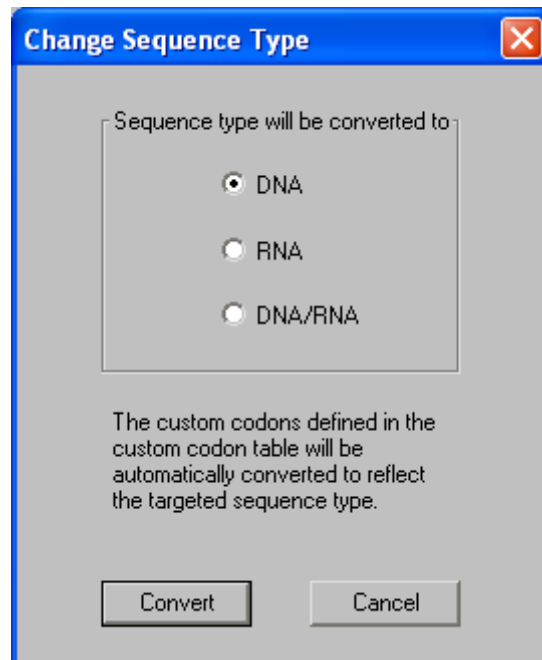 Change Sequence Type
Sequence type will be converted to
DNA
RNA
DNA/RNA
The custom codons defined in the
custom codon table will be
automatically converted to reflect
the targeted sequence type.
Convert
Cancel